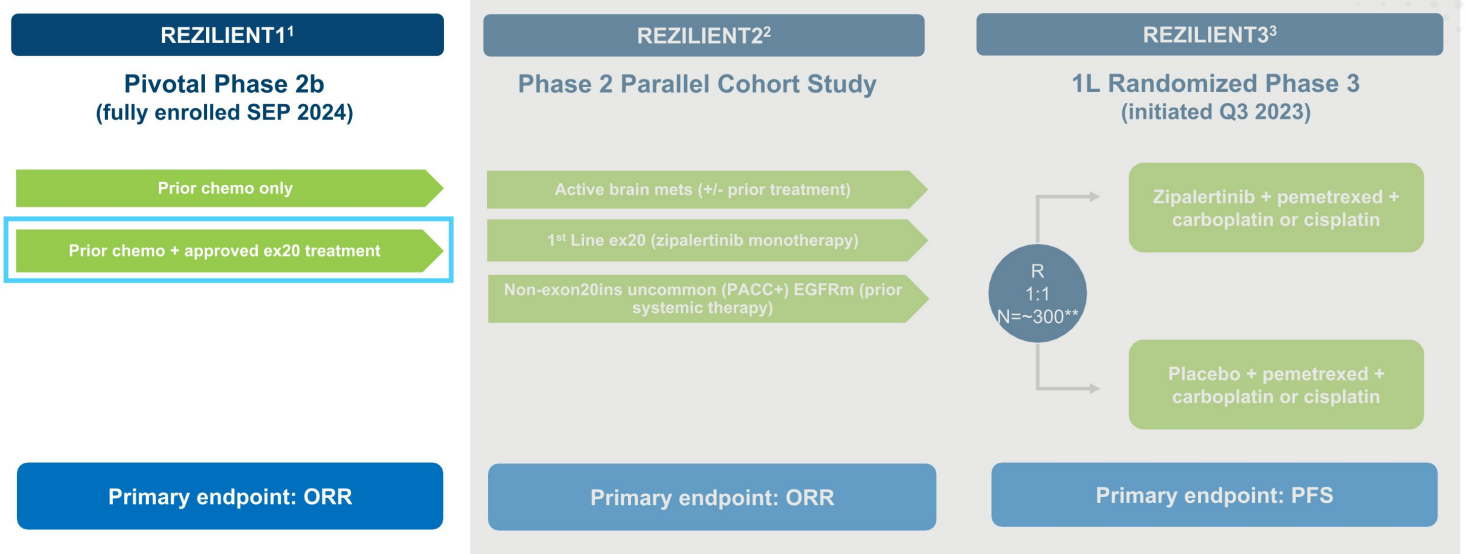 REZILIENT1¹
Pivotal Phase 2b
(fully enrolled SEP 2024)
Prior chemo only
Prior chemo + approved ex20 treatment
Primary endpoint: ORR
REZILIENT2²
Phase 2 Parallel Cohort Study
Active brain mets (+/- prior treatment)
1st Line ex20 (zipalertinib monotherapy)
Non-exon20ins uncommon (PACC+) EGFRm (prior
systemic therapy)
Primary endpoint: ORR
REZILIENT3³
1L Randomized Phase 3
(initiated Q3 2023)
R
1:1
N=~300**
Zipalertinib + pemetrexed +
carboplatin or cisplatin
Placebo + pemetrexed +
carboplatin or cisplatin
Primary endpoint: PFS